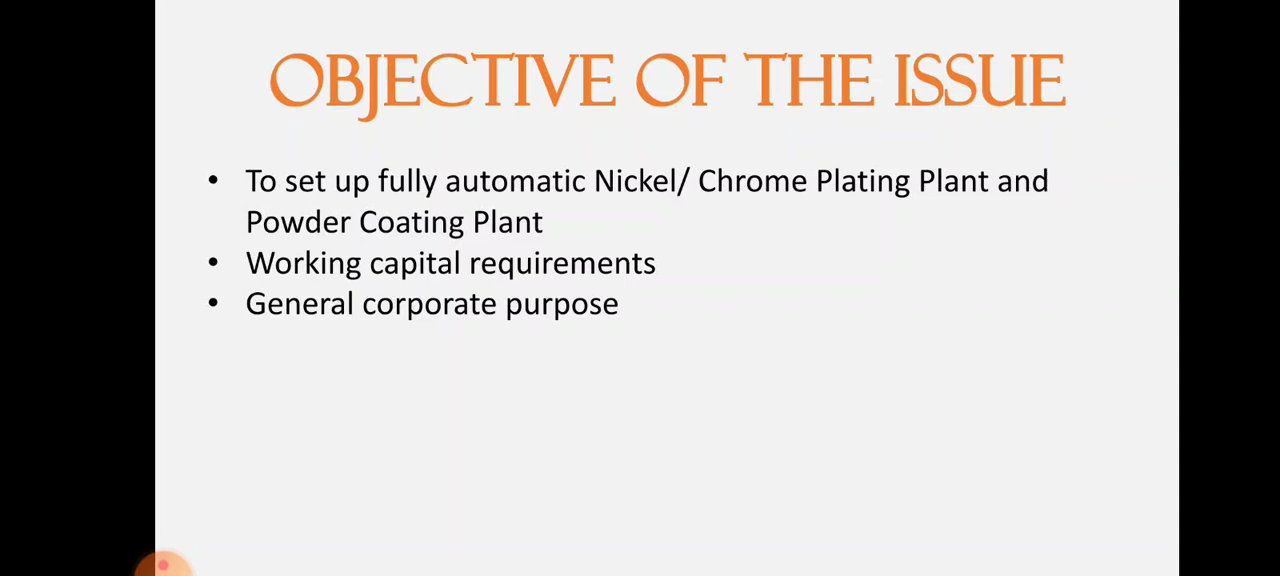 OBJECTIVE OF THE ISSUE
• To set up fully automatic Nickel/ Chrome Plating Plant and
Powder Coating Plant
• Working capital requirements
• General corporate purpose